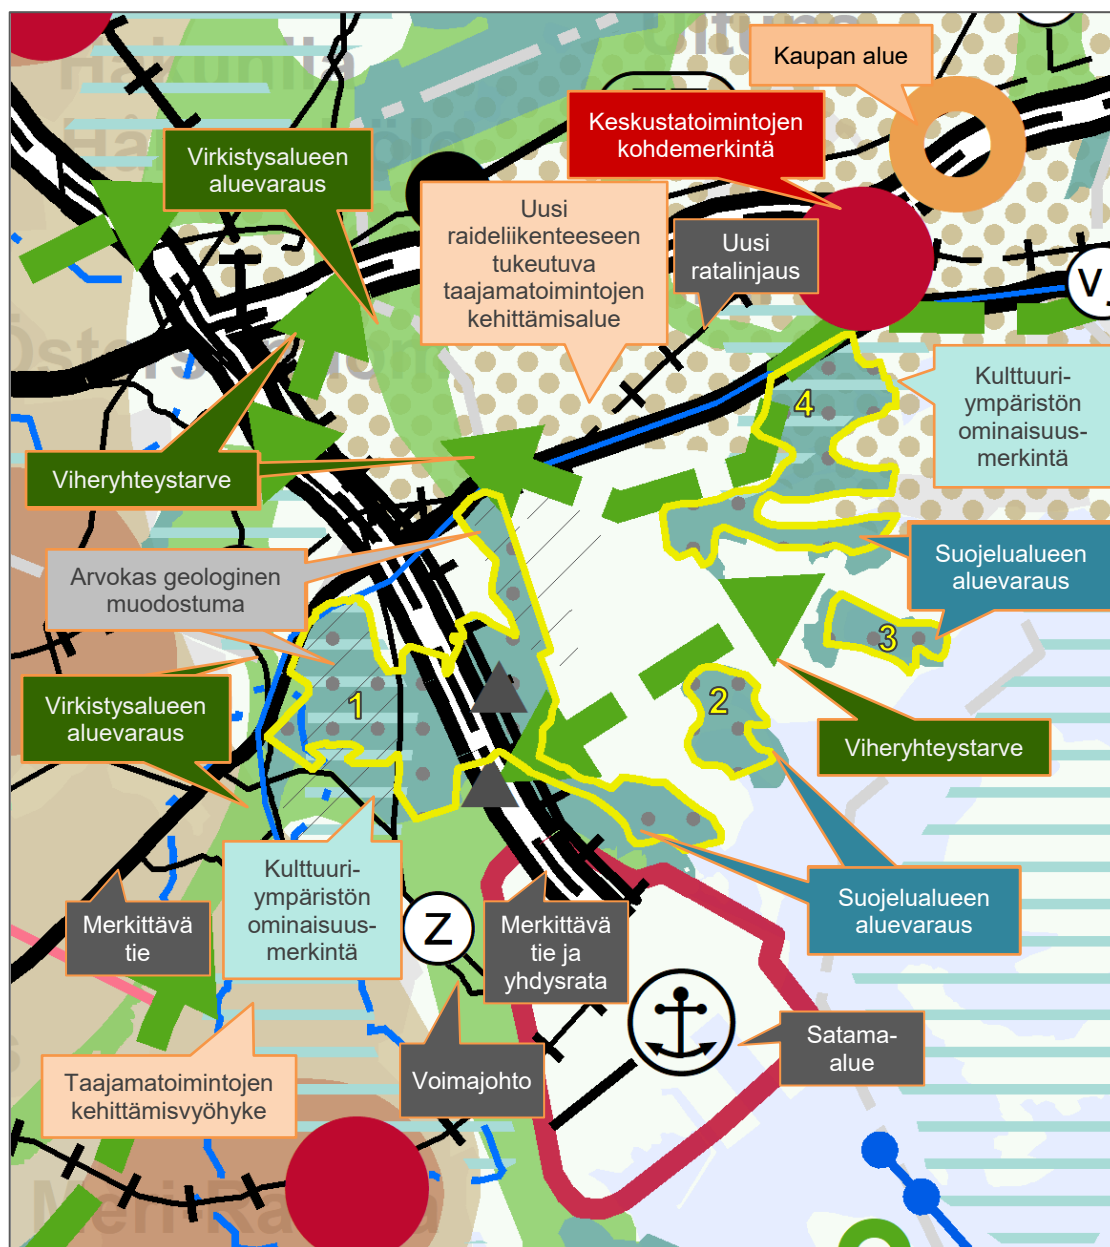 Kaupan alue
Keskustatoimintojen
kohdemerkintä
Virkistysalueen
aluevaraus
Uusi
raideliikenteeseen
tukeutuva
taajamatoimintojen
kehittämisalue
Uusi
ratalinjaus
V
4
Kulttuuri-
ympäristön
ominaisuus-
merkintä
Viheryhteystarve
Arvokas geologinen
muodostuma
Suojelualueen
aluevaraus
3
2
1
Virkistysalueen
aluevaraus
Viheryhteystarve
Kulttuuri-
ympäristön
ominaisuus-
merkintä
Merkittävä
tie
Z
Merkittävä
tie ja
yhdysrata
Suojelualueen
aluevaraus
Satama-
alue
Voimajohto
Taajamatoimintojen
kehittämisvyöhyke